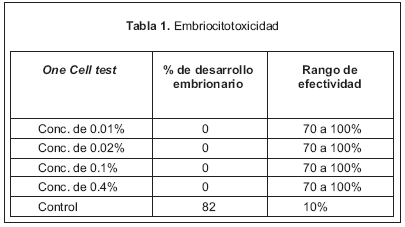 Tabla 1. Embriocitotoxicidad
One Cell test % de desarrollo embrionario Rango de efectividad
Conc. de 0.01% 0 70 a 100%
Conc. de 0.02% 0 70 a 100%
Conc. de 0.1% 0 70 a 100%
Conc. de 0.4% 0 70 a 100%
Control 82 10%